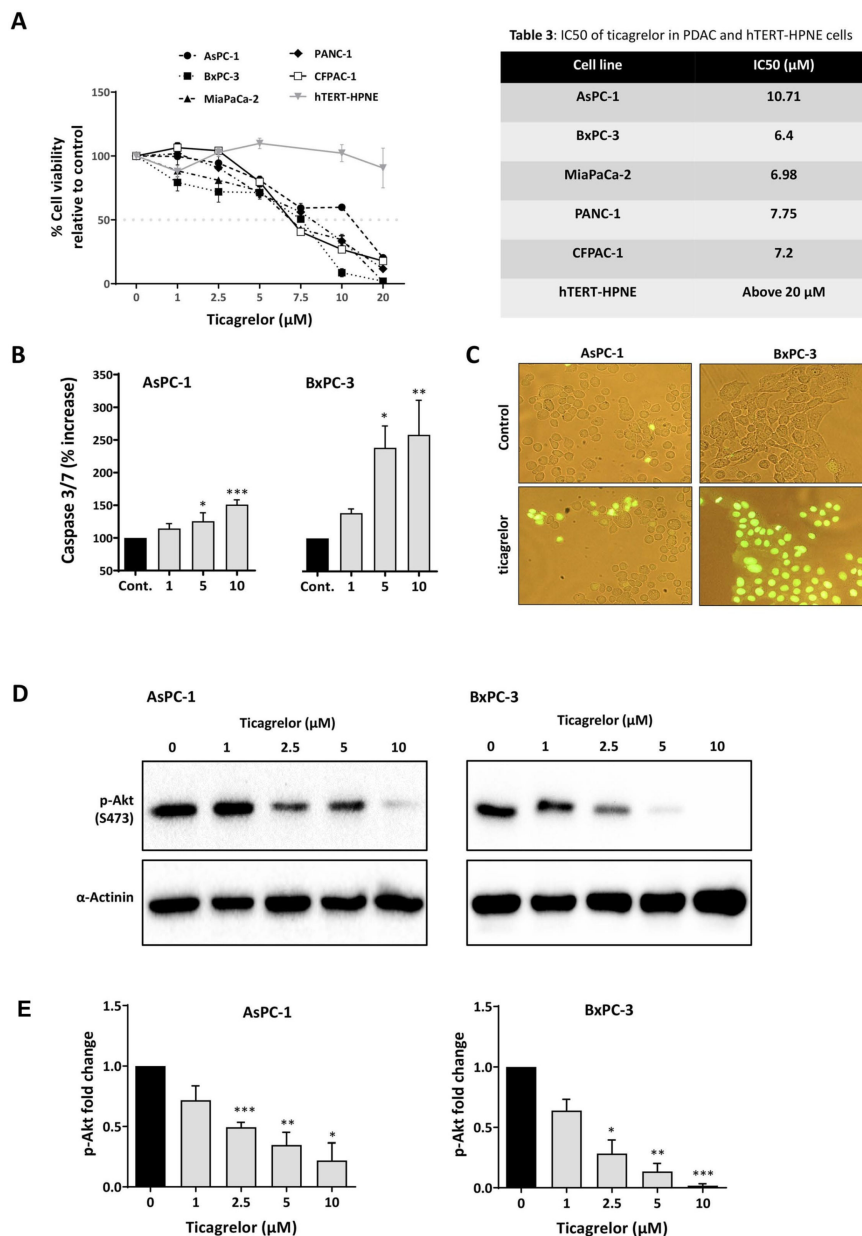 A
AsPC-1
BxPC-3
MiaPaCa-2
PANC-1
CFPAC-1
hTERT-HPNE
% Cell viability
relative to control
150
100
50
0
0 1 2.5 5 7.5 10 20
Ticagrelor (µM)
Table 3: IC50 of ticagrelor in PDAC and hTERT-HPNE cells
Cell line IC50 (µM)
AsPC-1 10.71
BxPC-3 6.4
MiaPaCa-2 6.98
PANC-1 7.75
CFPAC-1 7.2
hTERT-HPNE Above 20 µM
B
AsPC-1 BxPC-3
Caspase 3/7 (% increase)
350
300
250
200
150
100
50
* ***
* **
Cont. 1 5 10 Cont. 1 5 10
C
AsPC-1 BxPC-3
Control
ticagrelor
D
AsPC-1
Ticagrelor (µM)
0 1 2.5 5 10
p-Akt
(S473)
α-Actinin
BxPC-3
Ticagrelor (µM)
0 1 2.5 5 10
E
AsPC-1
p-Akt fold change
1.5
1.0
0.5
0.0
*** ** *
0 1 2.5 5 10
Ticagrelor (µM)
BxPC-3
p-Akt fold change
1.5
1.0
0.5
0.0
* ** ***
0 1 2.5 5 10
Ticagrelor (µM)